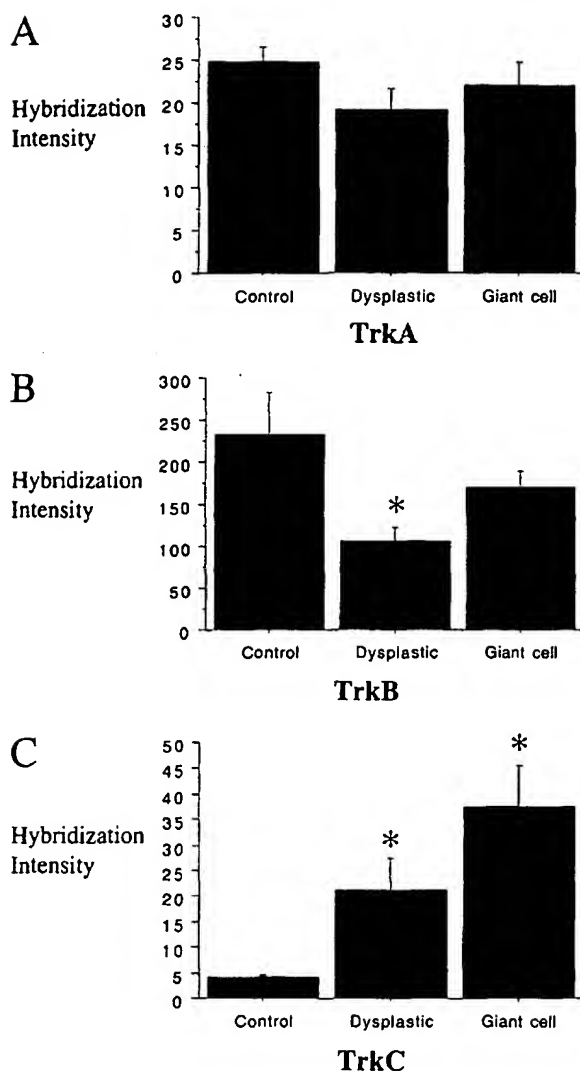 A
Hybridization
Intensity
30
25
20
15
10
5
0
Control Dysplastic Giant cell
TrkA
B
Hybridization
Intensity
300
250
200
150
100
50
0
*
Control Dysplastic Giant cell
TrkB
C
Hybridization
Intensity
50
45
40
35
30
25
20
15
10
5
0
*
*
Control Dysplastic Giant cell
TrkC